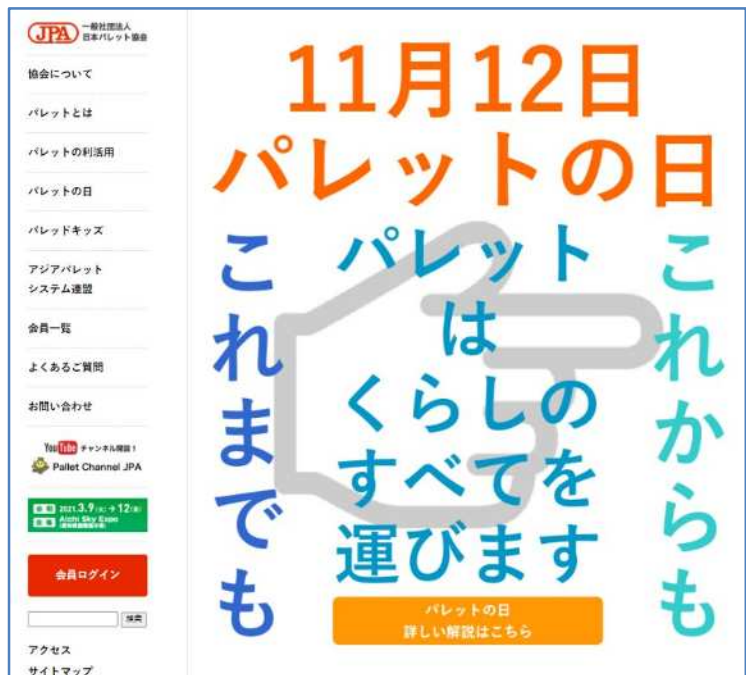 JPA 一般社団法人
日本パレット協会
協会について
パレットとは
パレットの利活用
パレットの日
パレッドキッズ
アジアパレット
システム連盟
会員一覧
よくあるご質問
お問い合わせ
YouTube チャンネル開設!
Pallet Channel JPA
2021.3.9(火)→12(金)
Aichi Sky Expo
会員ログイン
検索
アクセス
サイトマップ
11月12日
パレットの日
これまでも
パレット
は
くらしの
すべてを
運びます
これからも
パレットの日
詳しい解説はこちら